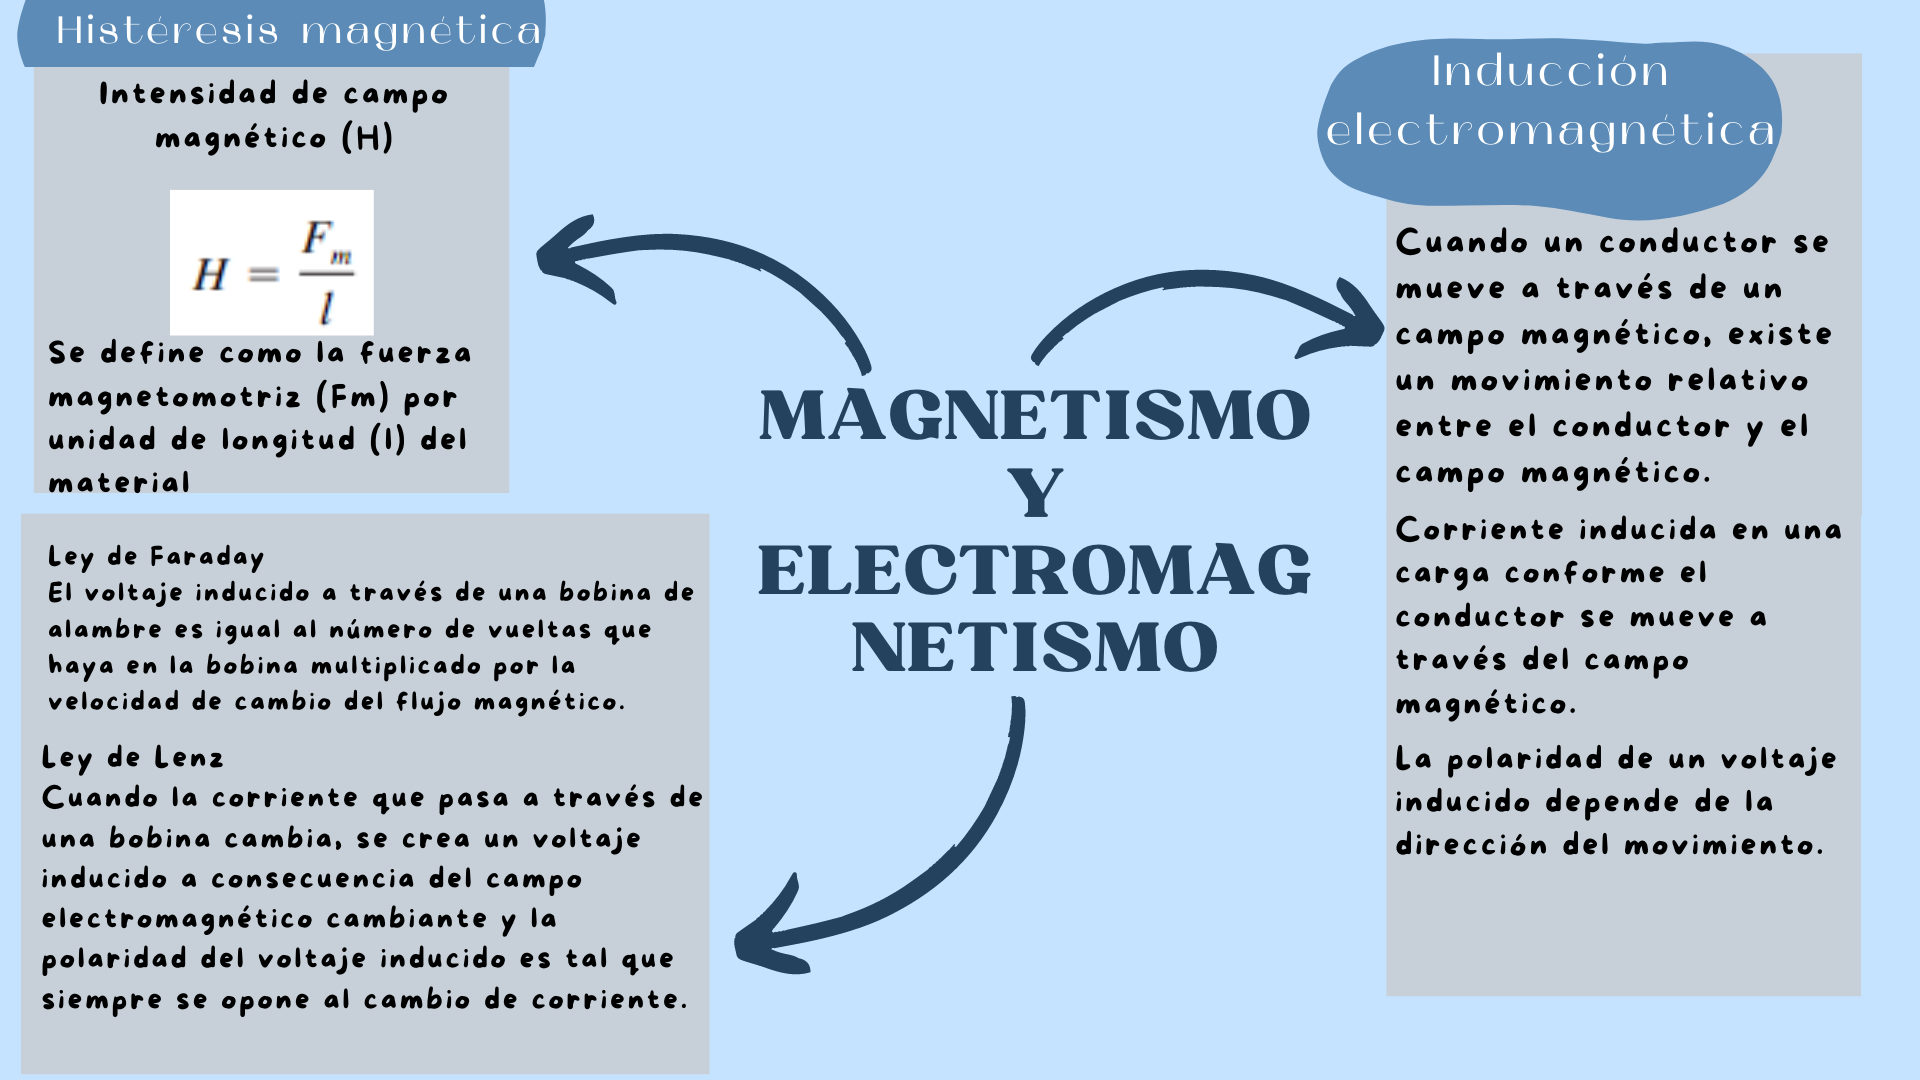 Histéresis magnética
Intensidad de campo
magnético (H)
H = F_m / l
Se define como la fuerza
magnetomotriz (Fm) por
unidad de longitud (l) del
material
Ley de Faraday
El voltaje inducido a través de una bobina de
alambre es igual al número de vueltas que
haya en la bobina multiplicado por la
velocidad de cambio del flujo magnético.
Ley de Lenz
Cuando la corriente que pasa a través de
una bobina cambia, se crea un voltaje
inducido a consecuencia del campo
electromagnético cambiante y la
polaridad del voltaje inducido es tal que
siempre se opone al cambio de corriente.
MAGNETISMO
Y
ELECTROMAG
NETISMO
Inducción
electromagnética
Cuando un conductor se
mueve a través de un
campo magnético, existe
un movimiento relativo
entre el conductor y el
campo magnético.
Corriente inducida en una
carga conforme el
conductor se mueve a
través del campo
magnético.
La polaridad de un voltaje
inducido depende de la
dirección del movimiento.